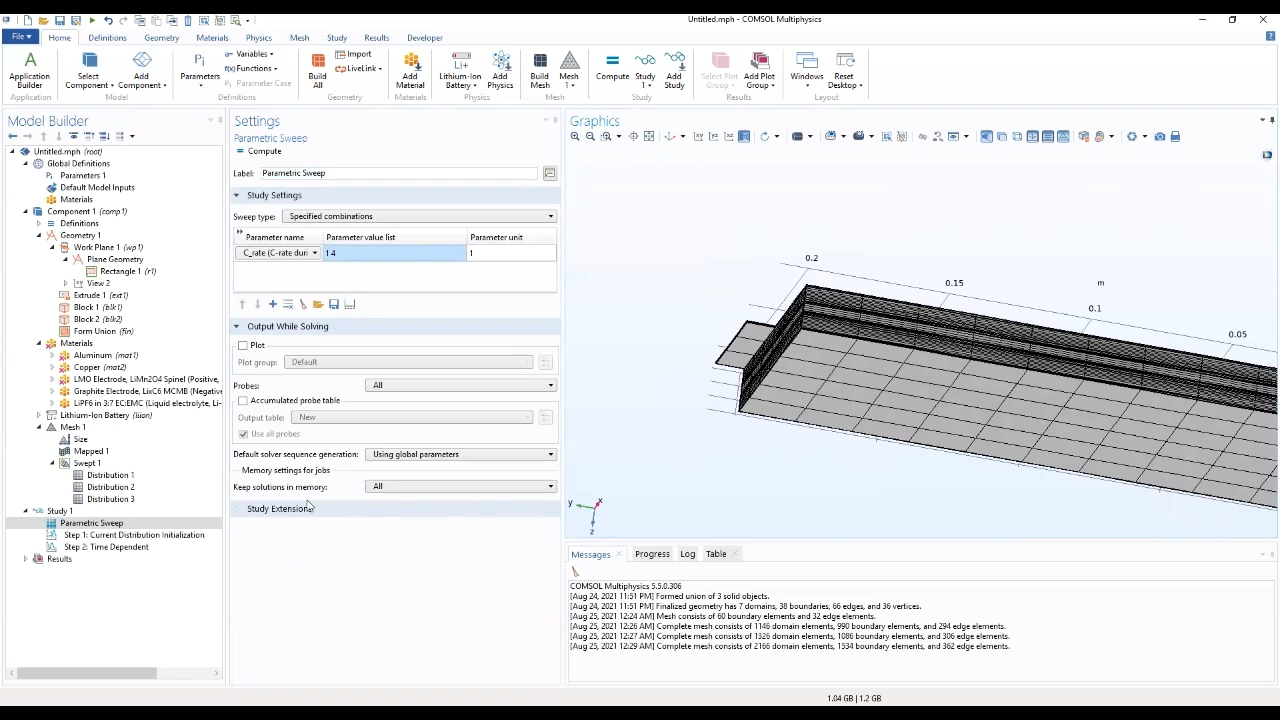 Untitled.mph - COMSOL Multiphysics
File
Home
Definitions
Geometry
Materials
Physics
Mesh
Study
Results
Developer
Application Builder
Application
Select Component
Add Component
Model
Parameters
a= Variables
f(x) Functions
Pi Parameter Case
Definitions
Build All
Import
LiveLink
Geometry
Add Material
Materials
Lithium-Ion Battery
Add Physics
Physics
Build Mesh
Mesh 1
Mesh
Compute
Study 1
Add Study
Study
Select Plot Group
Add Plot Group
Results
Windows
Reset Desktop
Layout
Model Builder
Untitled.mph (root)
Global Definitions
Pi Parameters 1
Default Model Inputs
Materials
Component 1 (comp1)
Definitions
Geometry 1
Work Plane 1 (wp1)
Plane Geometry
Rectangle 1 (r1)
View 2
Extrude 1 (ext1)
Block 1 (blk1)
Block 2 (blk2)
Form Union (fin)
Materials
Aluminum (mat1)
Copper (mat2)
LMO Electrode, LiMn2O4 Spinel (Positive,
Graphite Electrode, LixC6 MCMB (Negative
LiPF6 in 3:7 EC:EMC (Liquid electrolyte, Li-
Lithium-Ion Battery (liion)
Mesh 1
Size
Mapped 1
Swept 1
Distribution 1
Distribution 2
Distribution 3
Study 1
Parametric Sweep
Step 1: Current Distribution Initialization
Step 2: Time Dependent
Results
Settings
Parametric Sweep
= Compute
Label: Parametric Sweep
Study Settings
Sweep type: Specified combinations
Parameter name Parameter value list Parameter unit
C_rate (C-rate duri 1 4 1
Output While Solving
Plot
Plot group: Default
Probes: All
Accumulated probe table
Output table: New
Use all probes
Default solver sequence generation: Using global parameters
Memory settings for jobs
Keep solutions in memory: All
Study Extensions
Graphics
0.2
0.15
m
0.1
0.05
y
x
z
Messages
Progress
Log
Table
COMSOL Multiphysics 5.5.0.306
[Aug 24, 2021 11:51 PM] Formed union of 3 solid objects.
[Aug 24, 2021 11:51 PM] Finalized geometry has 7 domains, 38 boundaries, 66 edges, and 36 vertices.
[Aug 25, 2021 12:24 AM] Mesh consists of 60 boundary elements and 32 edge elements.
[Aug 25, 2021 12:26 AM] Complete mesh consists of 1146 domain elements, 990 boundary elements, and 294 edge elements.
[Aug 25, 2021 12:27 AM] Complete mesh consists of 1326 domain elements, 1086 boundary elements, and 306 edge elements.
[Aug 25, 2021 12:29 AM] Complete mesh consists of 2166 domain elements, 1534 boundary elements, and 362 edge elements.
1.04 GB | 1.2 GB